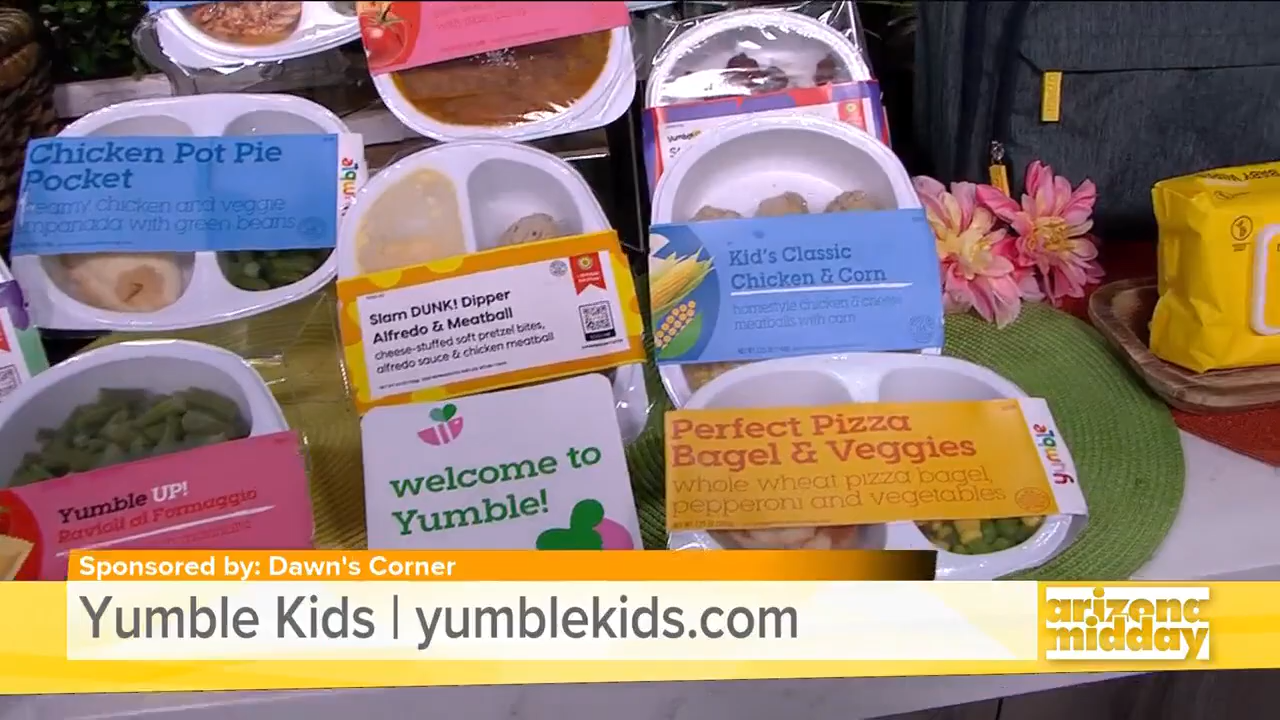 Chicken Pot Pie
Pocket
creamy chicken and veggie
empanada with green beans
yumble
Slam DUNK! Dipper
Alfredo & Meatball
cheese-stuffed soft pretzel bites,
alfredo sauce & chicken meatball
yumble
Kid's Classic
Chicken & Corn
homestyle chicken & cheese
meatballs with corn
Perfect Pizza
Bagel & Veggies
whole wheat pizza bagel,
pepperoni and vegetables
yumble
Yumble UP!
Ravioli al Formaggio
welcome to
Yumble!
Sponsored by: Dawn's Corner
Yumble Kids | yumblekids.com
arizona
midday